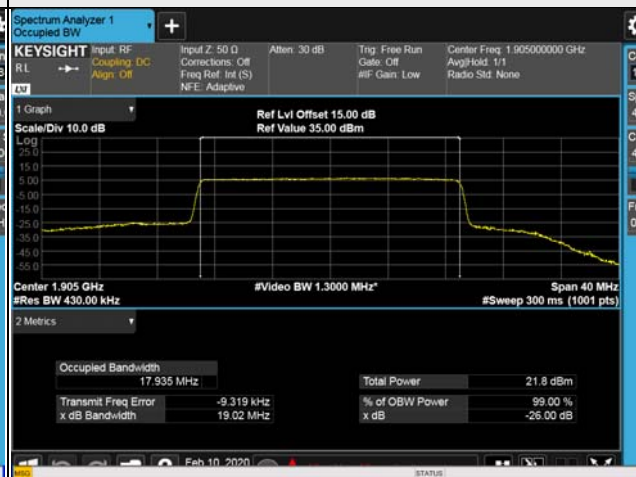 Spectrum Analyzer 1
Occupied BW
KEYSIGHT
RL
LXI
Input: RF
Coupling: DC
Align: Off
Input Z: 50 Ω
Corrections: Off
Freq Ref: Int (S)
NFE: Adaptive
Atten: 30 dB
Trig: Free Run
Gate: Off
#IF Gain: Low
Center Freq: 1.905000000 GHz
Avg|Hold: 1/1
Radio Std: None
1 Graph
Scale/Div 10.0 dB
Ref Lvl Offset 15.00 dB
Ref Value 35.00 dBm
Log
25.0
15.0
5.00
-5.00
-15.0
-25.0
-35.0
-45.0
-55.0
Center 1.905 GHz
#Res BW 430.00 kHz
#Video BW 1.3000 MHz*
Span 40 MHz
#Sweep 300 ms (1001 pts)
2 Metrics
Occupied Bandwidth
17.935 MHz
Total Power 21.8 dBm
Transmit Freq Error -9.319 kHz
% of OBW Power 99.00 %
x dB Bandwidth 19.02 MHz
x dB -26.00 dB
Feb 10, 2020
MSG
STATUS